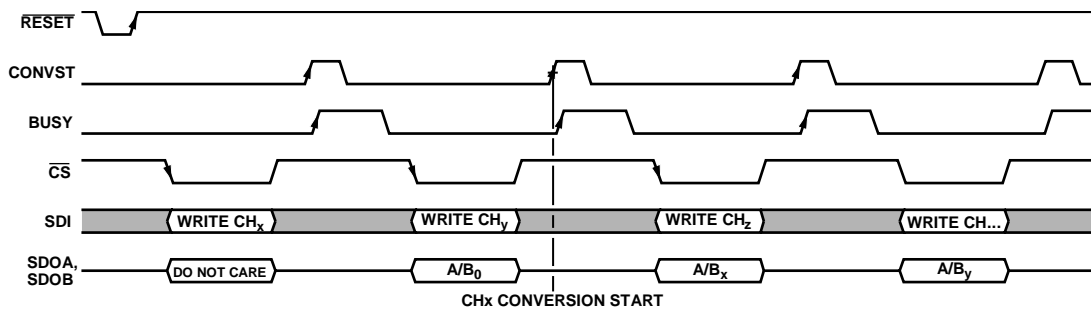 RESET
CONVST
BUSY
CS
SDI WRITE CHx WRITE CHy WRITE CHz WRITE CH...
SDOA, SDOB DO NOT CARE A/B0 A/Bx A/By
CHx CONVERSION START